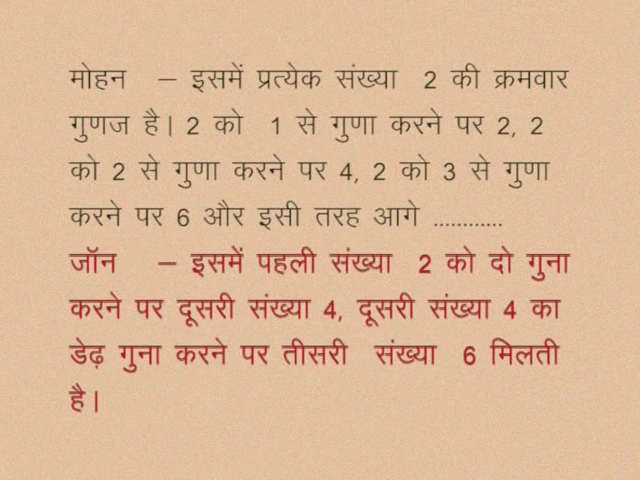 मोहन – इसमें प्रत्येक संख्या 2 की क्रमवार
गुणज है। 2 को 1 से गुणा करने पर 2, 2
को 2 से गुणा करने पर 4, 2 को 3 से गुणा
करने पर 6 और इसी तरह आगे ............
जॉन – इसमें पहली संख्या 2 को दो गुना
करने पर दूसरी संख्या 4, दूसरी संख्या 4 का
डेढ़ गुना करने पर तीसरी संख्या 6 मिलती
है।